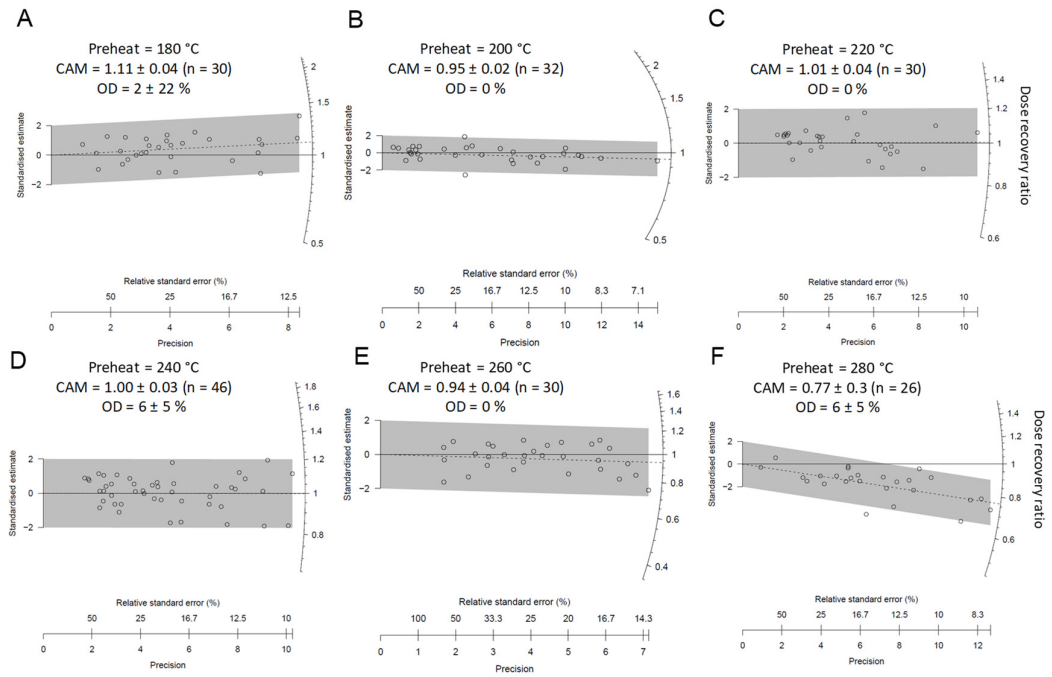 A
Preheat = 180 °C
CAM = 1.11 ± 0.04 (n = 30)
OD = 2 ± 22 %
Standardised estimate
2
0
−2
2
1.5
1
0.5
Relative standard error (%)
50 25 16.7 12.5
0 2 4 6 8
Precision
B
Preheat = 200 °C
CAM = 0.95 ± 0.02 (n = 32)
OD = 0 %
Standardised estimate
2
0
−2
2
1.5
1
0.5
Relative standard error (%)
50 25 16.7 12.5 10 8.3 7.1
0 2 4 6 8 10 12 14
Precision
C
Preheat = 220 °C
CAM = 1.01 ± 0.04 (n = 30)
OD = 0 %
Standardised estimate
2
0
−2
1.4
1.2
1
0.8
0.6
Dose recovery ratio
Relative standard error (%)
50 25 16.7 12.5 10
0 2 4 6 8 10
Precision
D
Preheat = 240 °C
CAM = 1.00 ± 0.03 (n = 46)
OD = 6 ± 5 %
Standardised estimate
2
0
−2
1.8
1.6
1.4
1.2
1
0.8
Relative standard error (%)
50 25 16.7 12.5 10
0 2 4 6 8 10
Precision
E
Preheat = 260 °C
CAM = 0.94 ± 0.04 (n = 30)
OD = 0 %
Standardised estimate
2
0
−2
1.6
1.4
1.2
1
0.8
0.6
0.4
Relative standard error (%)
100 50 33.3 25 20 16.7 14.3
0 1 2 3 4 5 6 7
Precision
F
Preheat = 280 °C
CAM = 0.77 ± 0.3 (n = 26)
OD = 6 ± 5 %
Standardised estimate
2
0
−2
1.4
1.2
1
0.8
0.6
Dose recovery ratio
Relative standard error (%)
50 25 16.7 12.5 10 8.3
0 2 4 6 8 10 12
Precision